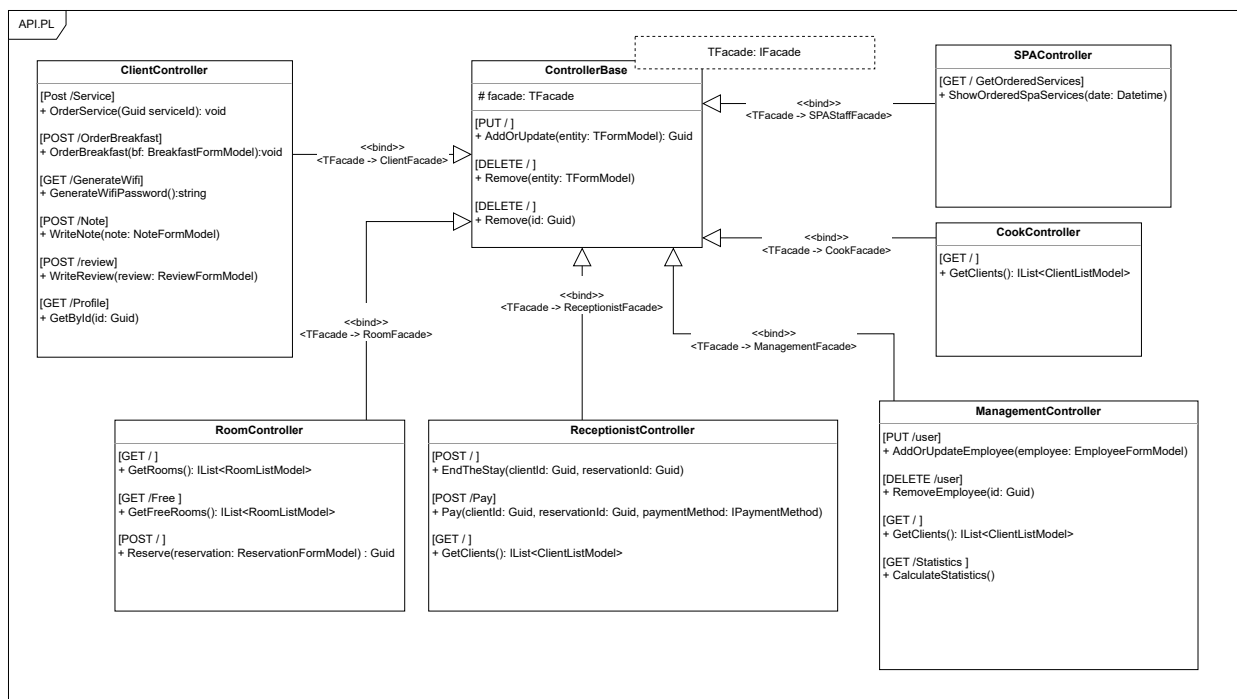 API.PL
ClientController
[Post /Service]
+ OrderService(Guid serviceId): void
[POST /OrderBreakfast]
+ OrderBreakfast(bf: BreakfastFormModel):void
[GET /GenerateWifi]
+ GenerateWifiPassword():string
[POST /Note]
+ WriteNote(note: NoteFormModel)
[POST /review]
+ WriteReview(review: ReviewFormModel)
[GET /Profile]
+ GetById(id: Guid)
<<bind>>
<TFacade -> ClientFacade>
TFacade: IFacade
ControllerBase
# facade: TFacade
[PUT / ]
+ AddOrUpdate(entity: TFormModel): Guid
[DELETE / ]
+ Remove(entity: TFormModel)
[DELETE / ]
+ Remove(id: Guid)
<<bind>>
<TFacade -> SPAStaffFacade>
SPAController
[GET / GetOrderedServices]
+ ShowOrderedSpaServices(date: Datetime)
<<bind>>
<TFacade -> CookFacade>
CookController
[GET / ]
+ GetClients(): IList<ClientListModel>
<<bind>>
<TFacade -> RoomFacade>
<<bind>>
<TFacade -> ReceptionistFacade>
<<bind>>
<TFacade -> ManagementFacade>
RoomController
[GET / ]
+ GetRooms(): IList<RoomListModel>
[GET /Free ]
+ GetFreeRooms(): IList<RoomListModel>
[POST / ]
+ Reserve(reservation: ReservationFormModel) : Guid
ReceptionistController
[POST / ]
+ EndTheStay(clientId: Guid, reservationId: Guid)
[POST /Pay]
+ Pay(clientId: Guid, reservationId: Guid, paymentMethod: IPaymentMethod)
[GET / ]
+ GetClients(): IList<ClientListModel>
ManagementController
[PUT /user]
+ AddOrUpdateEmployee(employee: EmployeeFormModel)
[DELETE /user]
+ RemoveEmployee(id: Guid)
[GET / ]
+ GetClients(): IList<ClientListModel>
[GET /Statistics ]
+ CalculateStatistics()